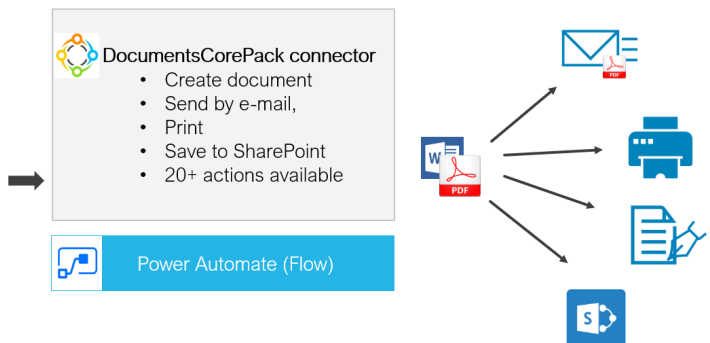 DocumentsCorePack connector
• Create document
• Send by e-mail,
• Print
• Save to SharePoint
• 20+ actions available
Power Automate (Flow)
PDF
W
PDF
S